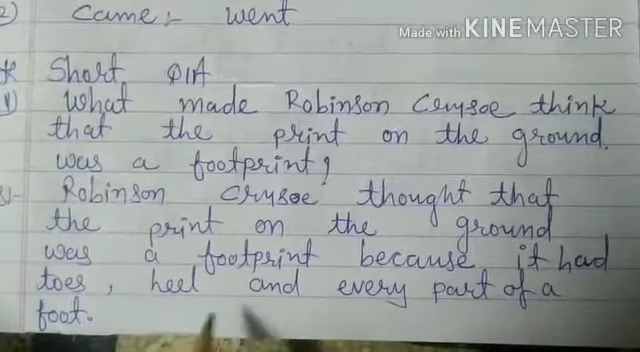 2) Came :- went
Made with KINEMASTER
* Short Q/A
1) What made Robinson Crusoe think
that the print on the ground.
was a footprint?
Robinson Crusoe thought that
the print on the ground
was a footprint because it had
toes, heel and every part of a
foot.